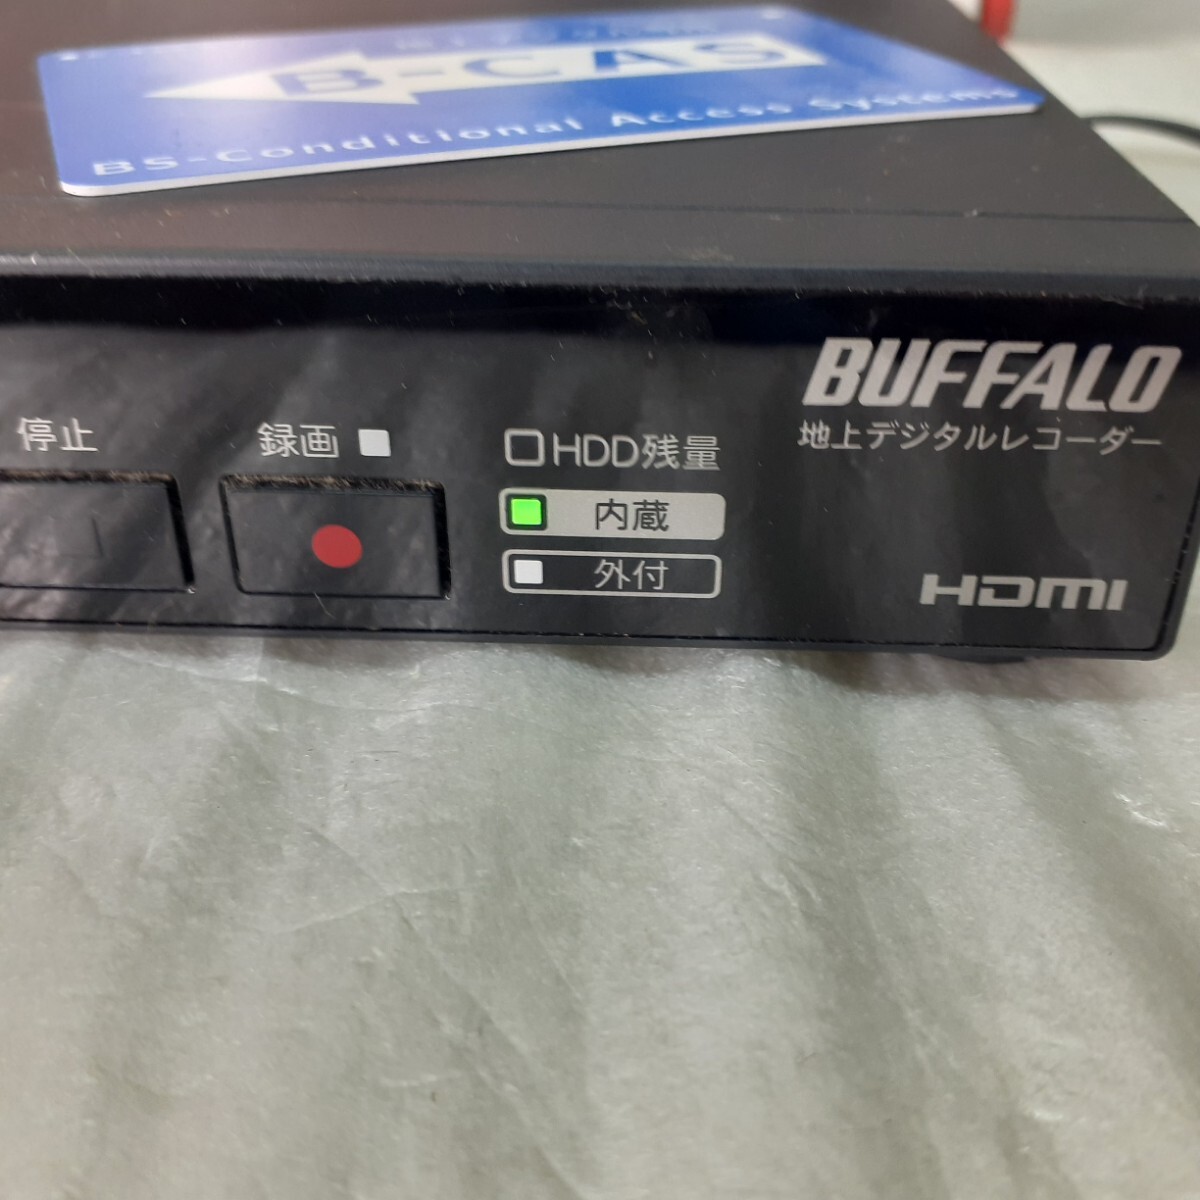 B-CAS
BS-Conditional Access Systems
BUFFALO
地上デジタルレコーダー
停止
録画
HDD残量
内蔵
外付
HDMI